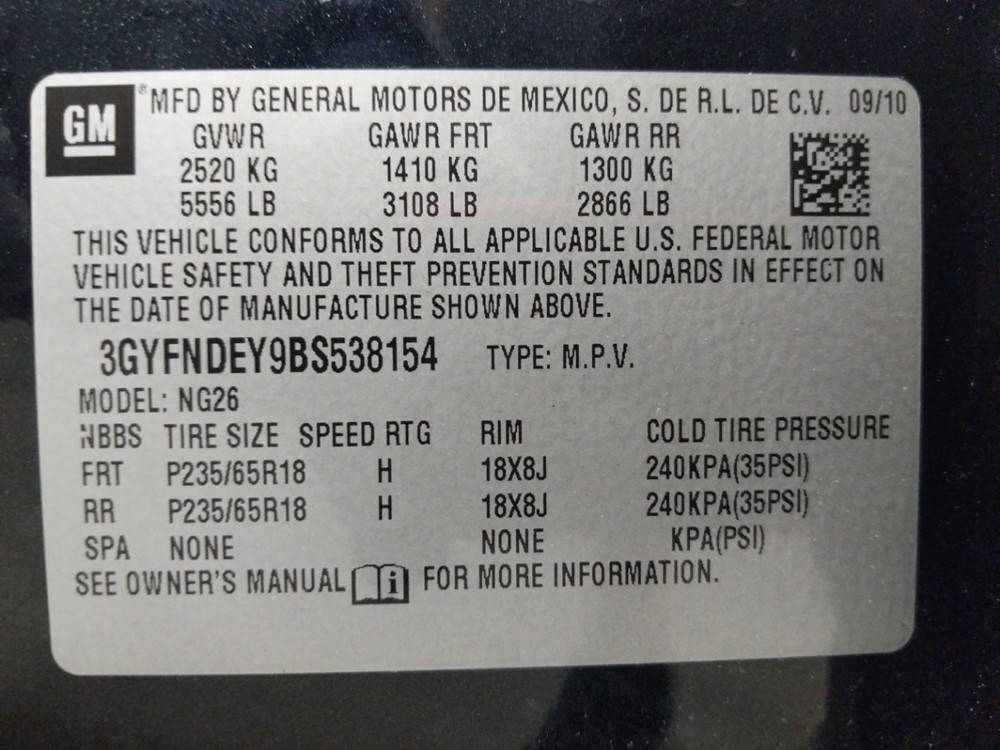 GM
®MFD BY GENERAL MOTORS DE MEXICO, S. DE R.L. DE C.V. 09/10
GVWR GAWR FRT GAWR RR
2520 KG 1410 KG 1300 KG
5556 LB 3108 LB 2866 LB
THIS VEHICLE CONFORMS TO ALL APPLICABLE U.S. FEDERAL MOTOR
VEHICLE SAFETY AND THEFT PREVENTION STANDARDS IN EFFECT ON
THE DATE OF MANUFACTURE SHOWN ABOVE.
3GYFNDEY9BS538154 TYPE: M.P.V.
MODEL: NG26
NBBS TIRE SIZE SPEED RTG RIM COLD TIRE PRESSURE
FRT P235/65R18 H 18X8J 240KPA(35PSI)
RR P235/65R18 H 18X8J 240KPA(35PSI)
SPA NONE NONE KPA(PSI)
SEE OWNER'S MANUAL i FOR MORE INFORMATION.